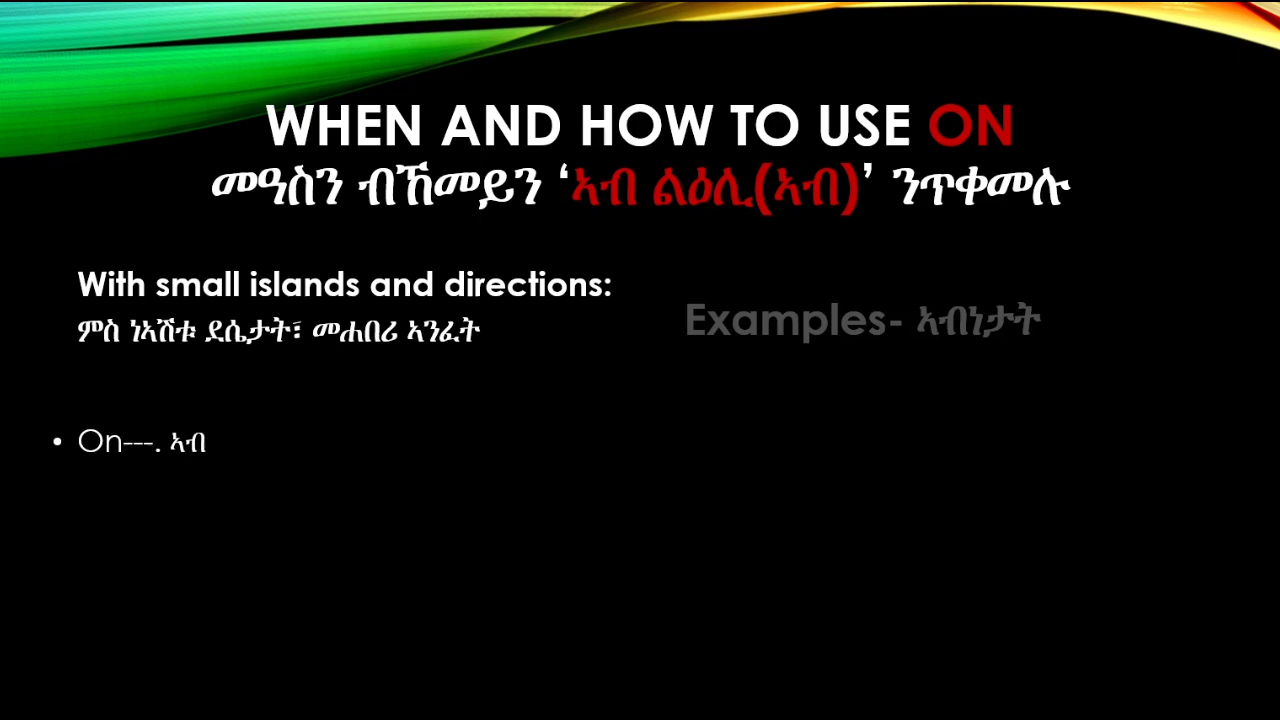 WHEN AND HOW TO USE ON
መዓስን ብኸመይን ‘ኣብ ልዕሊ(ኣብ)’ ንጥቀመሉ
With small islands and directions:
ምስ ነኣሽቱ ደሴታት፣ መሐበሪ ኣንፈት
Examples- ኣብነታት
• On---. ኣብ